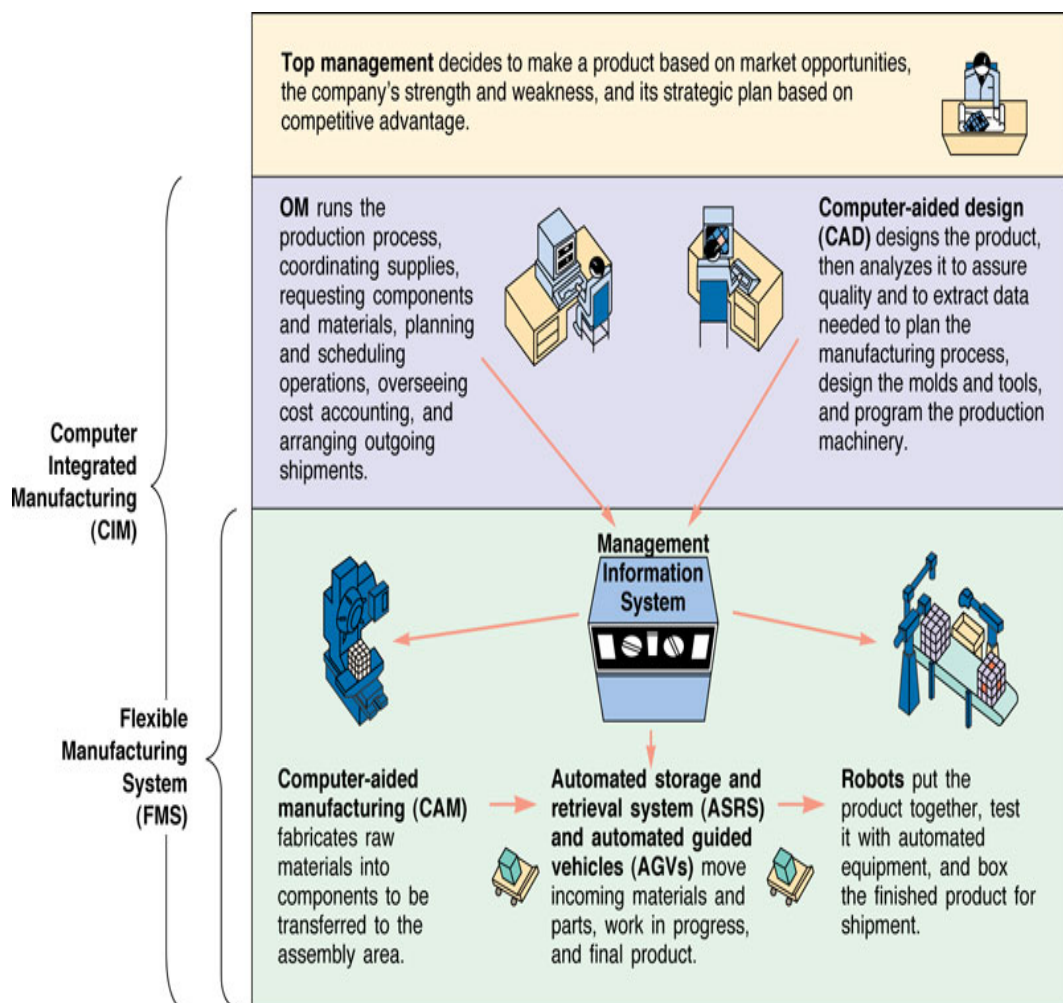 Top management decides to make a product based on market opportunities,
the company's strength and weakness, and its strategic plan based on
competitive advantage.
OM runs the
production process,
coordinating supplies,
requesting components
and materials, planning
and scheduling
operations, overseeing
cost accounting, and
arranging outgoing
shipments.
Computer-aided design
(CAD) designs the product,
then analyzes it to assure
quality and to extract data
needed to plan the
manufacturing process,
design the molds and tools,
and program the production
machinery.
Computer
Integrated
Manufacturing
(CIM)
Management
Information
System
Flexible
Manufacturing
System
(FMS)
Computer-aided
manufacturing (CAM)
fabricates raw
materials into
components to be
transferred to the
assembly area.
Automated storage and
retrieval system (ASRS)
and automated guided
vehicles (AGVs) move
incoming materials and
parts, work in progress,
and final product.
Robots put the
product together, test
it with automated
equipment, and box
the finished product for
shipment.